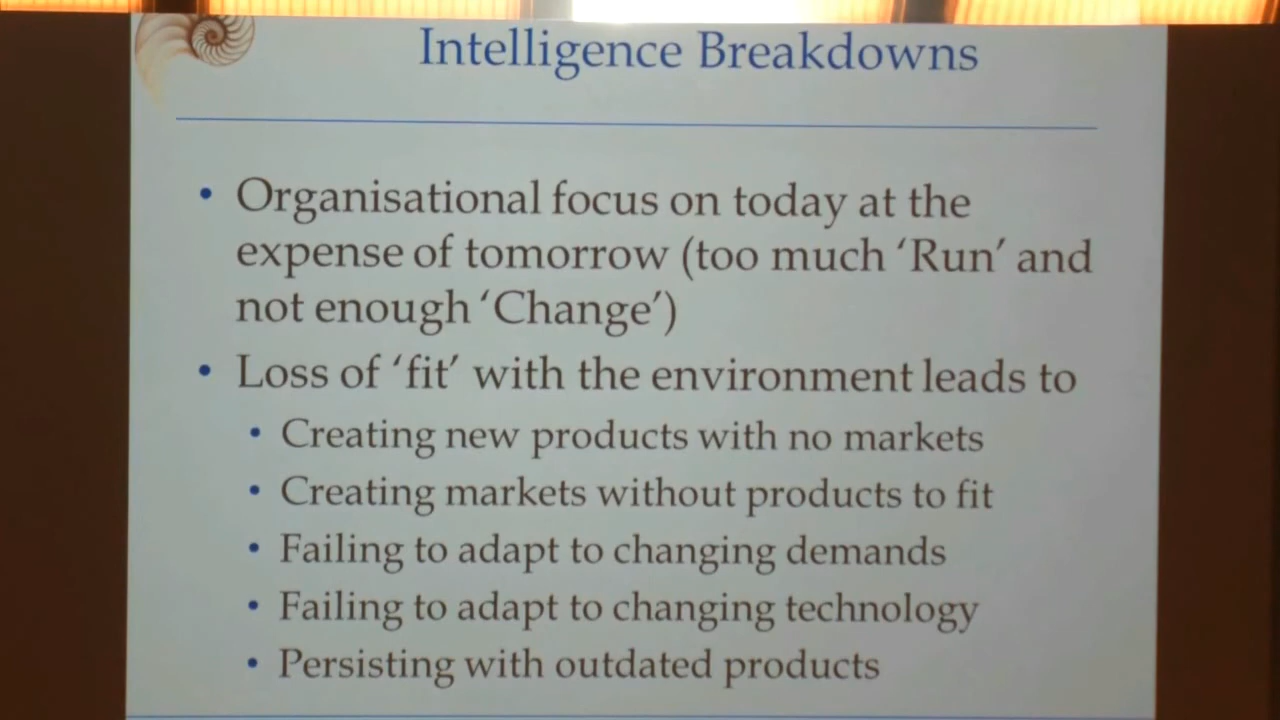 Intelligence Breakdowns
• Organisational focus on today at the
expense of tomorrow (too much ‘Run’ and
not enough ‘Change’)
• Loss of ‘fit’ with the environment leads to
• Creating new products with no markets
• Creating markets without products to fit
• Failing to adapt to changing demands
• Failing to adapt to changing technology
• Persisting with outdated products